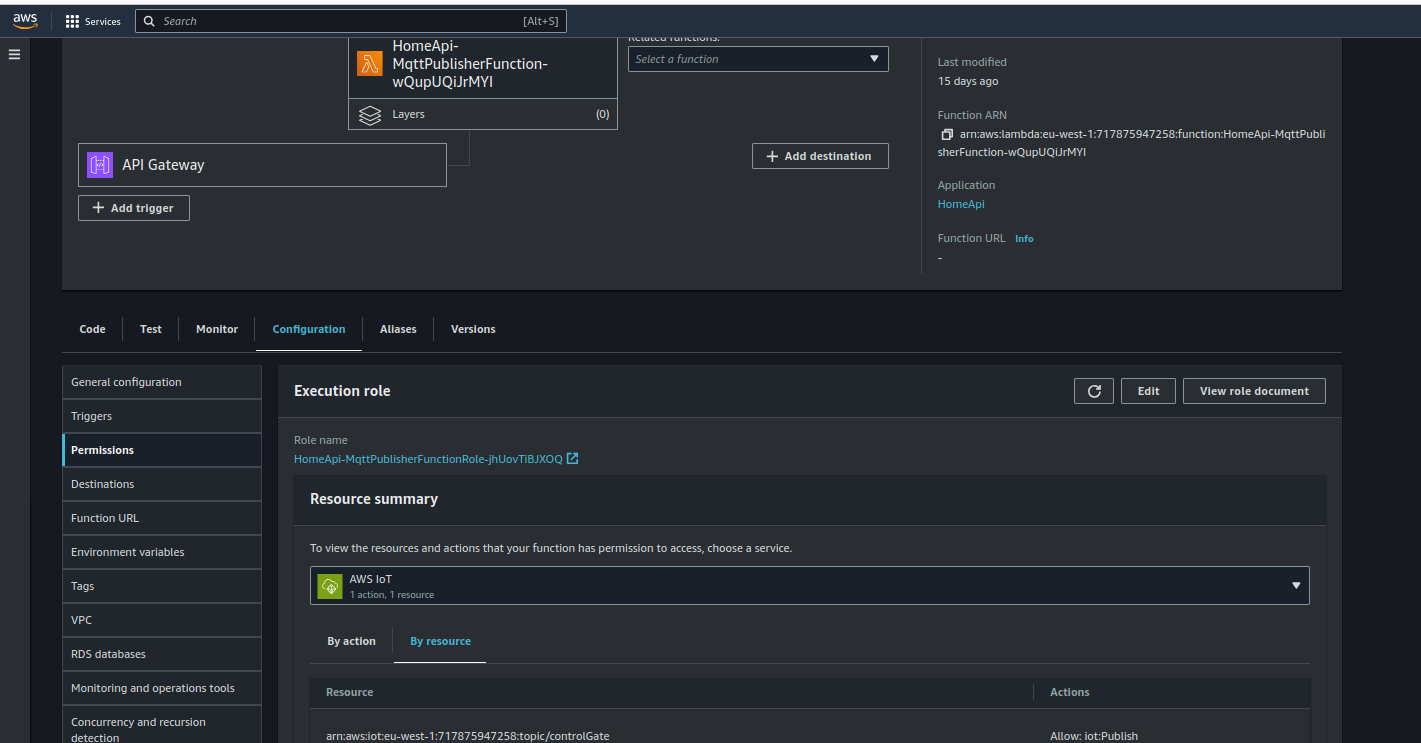 aws Services Search [Alt+S]
HomeApi-
MqttPublisherFunction-
wQupUQiJrMYI
Layers (0)
API Gateway
+ Add trigger
Related functions:
Select a function
+ Add destination
Last modified
15 days ago
Function ARN
arn:aws:lambda:eu-west-1:717875947258:function:HomeApi-MqttPubli
sherFunction-wQupUQiJrMYI
Application
HomeApi
Function URL Info
-
Code Test Monitor Configuration Aliases Versions
General configuration
Triggers
Permissions
Destinations
Function URL
Environment variables
Tags
VPC
RDS databases
Monitoring and operations tools
Concurrency and recursion
detection
Execution role Edit View role document
Role name
HomeApi-MqttPublisherFunctionRole-jhUovTiBJXOQ
Resource summary
To view the resources and actions that your function has permission to access, choose a service.
AWS IoT
1 action, 1 resource
By action By resource
Resource Actions
arn:aws:iot:eu-west-1:717875947258:topic/controlGate Allow: iot:Publish